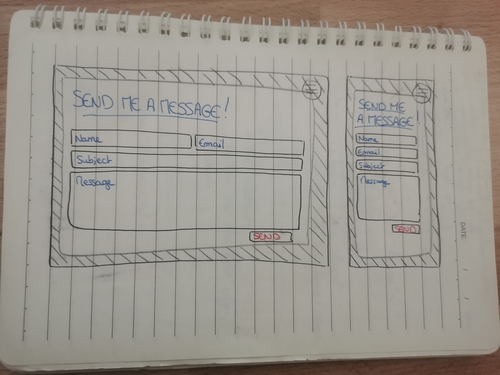 SEND ME A MESSAGE!
Name
Email
Subject
Message
SEND
SEND ME
A MESSAGE!
Name
Email
Subject
Message
SEND
DATE